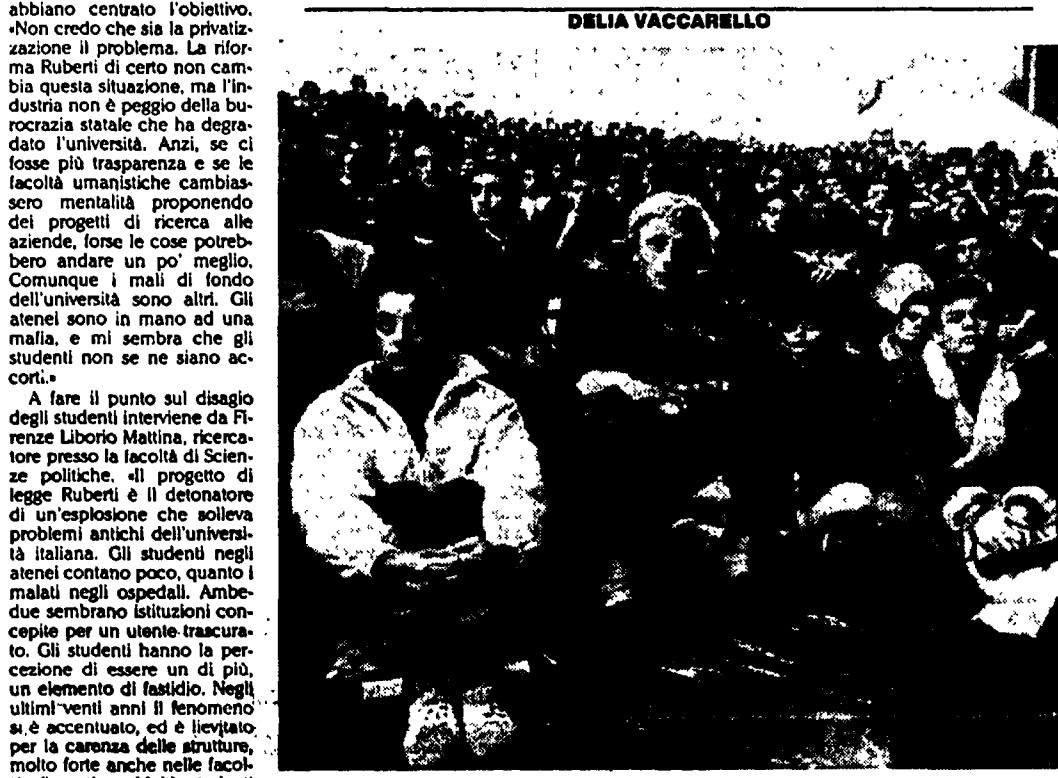 abbiano centrato l'obiettivo.
«Non credo che sia la privatiz-
zazione il problema. La rifor-
ma Ruberti di certo non cam-
bia questa situazione, ma l'in-
dustria non è peggio della bu-
rocrazia statale che ha degra-
dato l'università. Anzi, se ci
fosse più trasparenza e se le
facoltà umanistiche cambias-
sero mentalità proponendo
dei progetti di ricerca alle
aziende, forse le cose potreb-
bero andare un po' meglio.
Comunque i mali di fondo
dell'università sono altri. Gli
atenei sono in mano ad una
mafia, e mi sembra che gli
studenti non se ne siano ac-
corti.»
A fare il punto sul disagio
degli studenti interviene da Fi-
renze Liborio Mattina, ricerca-
tore presso la facoltà di Scien-
ze politiche. «Il progetto di
legge Ruberti è il detonatore
di un'esplosione che solleva
problemi antichi dell'universi-
tà italiana. Gli studenti negli
atenei contano poco, quanto i
malati negli ospedali. Ambe-
due sembrano istituzioni con-
cepite per un utente trascura-
to. Gli studenti hanno la per-
cezione di essere un di più,
un elemento di fastidio. Negli
ultimi venti anni il fenomeno
si è accentuato, ed è lievitato
per la carenza delle strutture,
molto forte anche nelle facol-
DELIA VACCARELLO